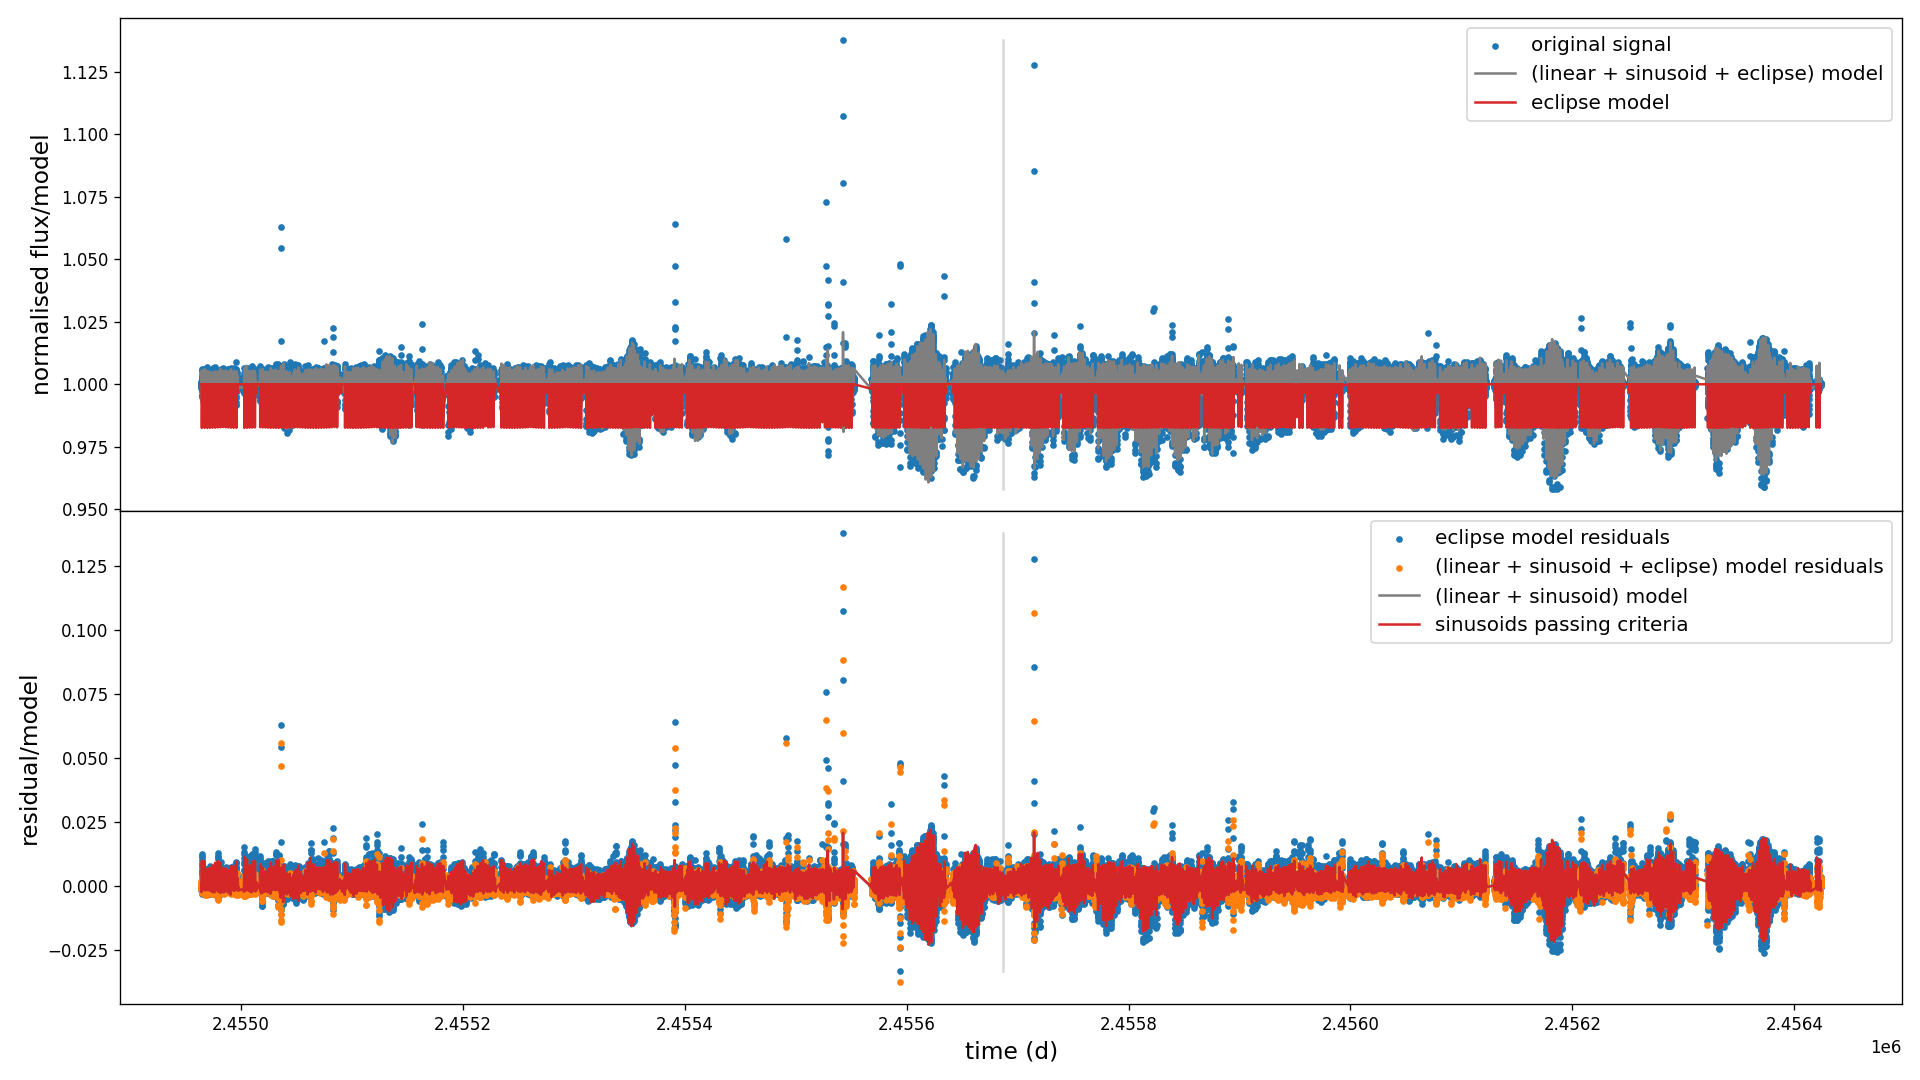 normalised flux/model
1.125
1.100
1.075
1.050
1.025
1.000
0.975
0.950
original signal
(linear + sinusoid + eclipse) model
eclipse model
residual/model
0.125
0.100
0.075
0.050
0.025
0.000
−0.025
eclipse model residuals
(linear + sinusoid + eclipse) model residuals
(linear + sinusoid) model
sinusoids passing criteria
2.4550 2.4552 2.4554 2.4556 2.4558 2.4560 2.4562 2.4564
1e6
time (d)